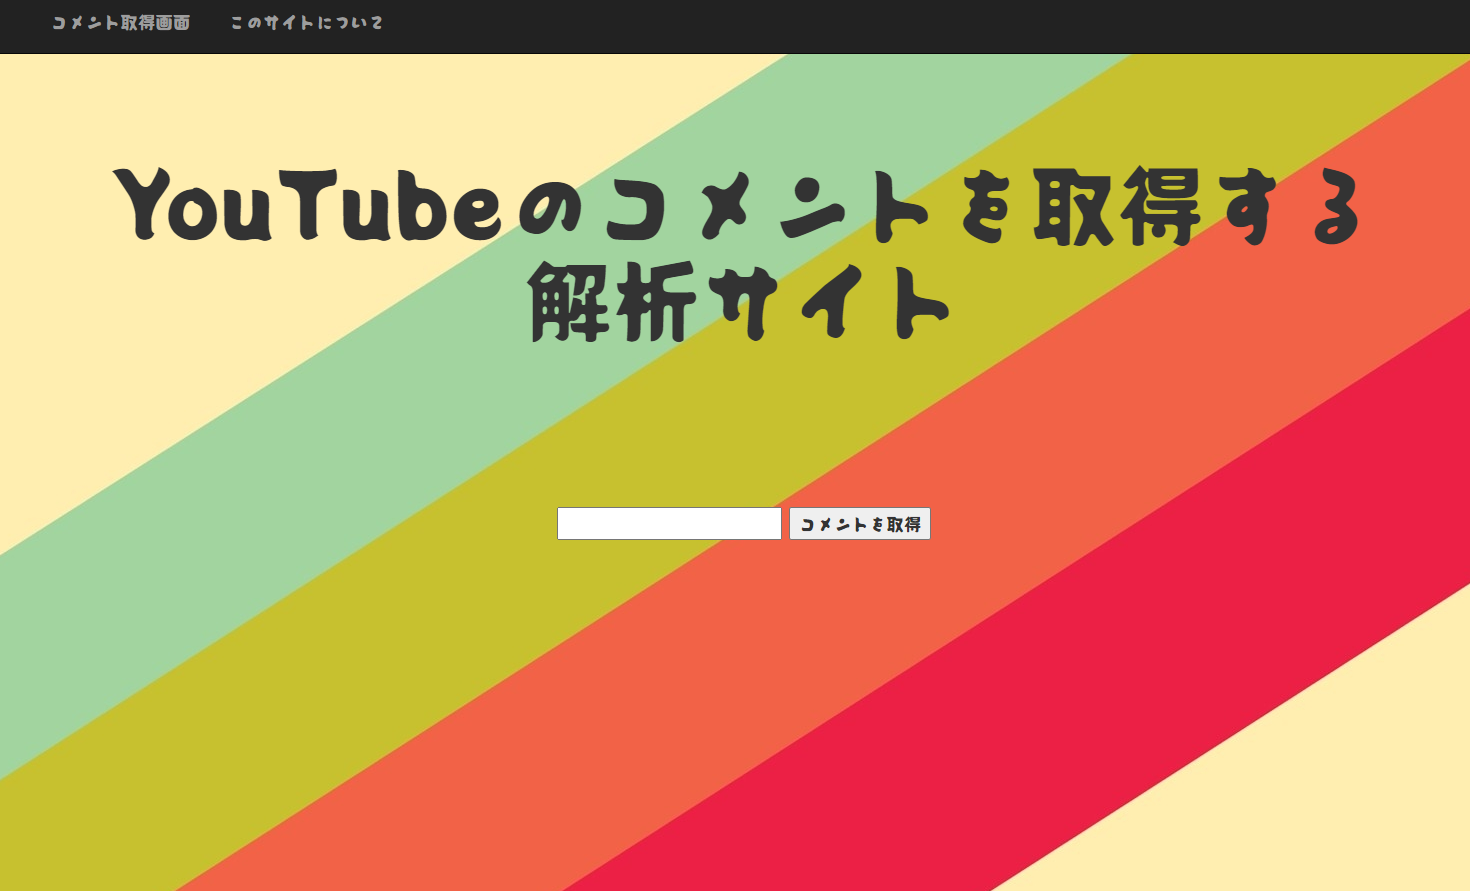 コメント取得画面
このサイトについて
YouTubeのコメントを取得する
解析サイト
コメントを取得